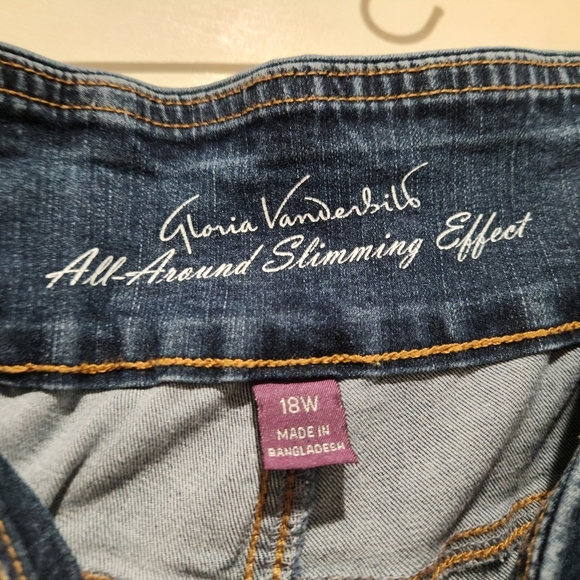 Gloria Vanderbilt
All-Around Slimming Effect
18W
MADE IN
BANGLADESH